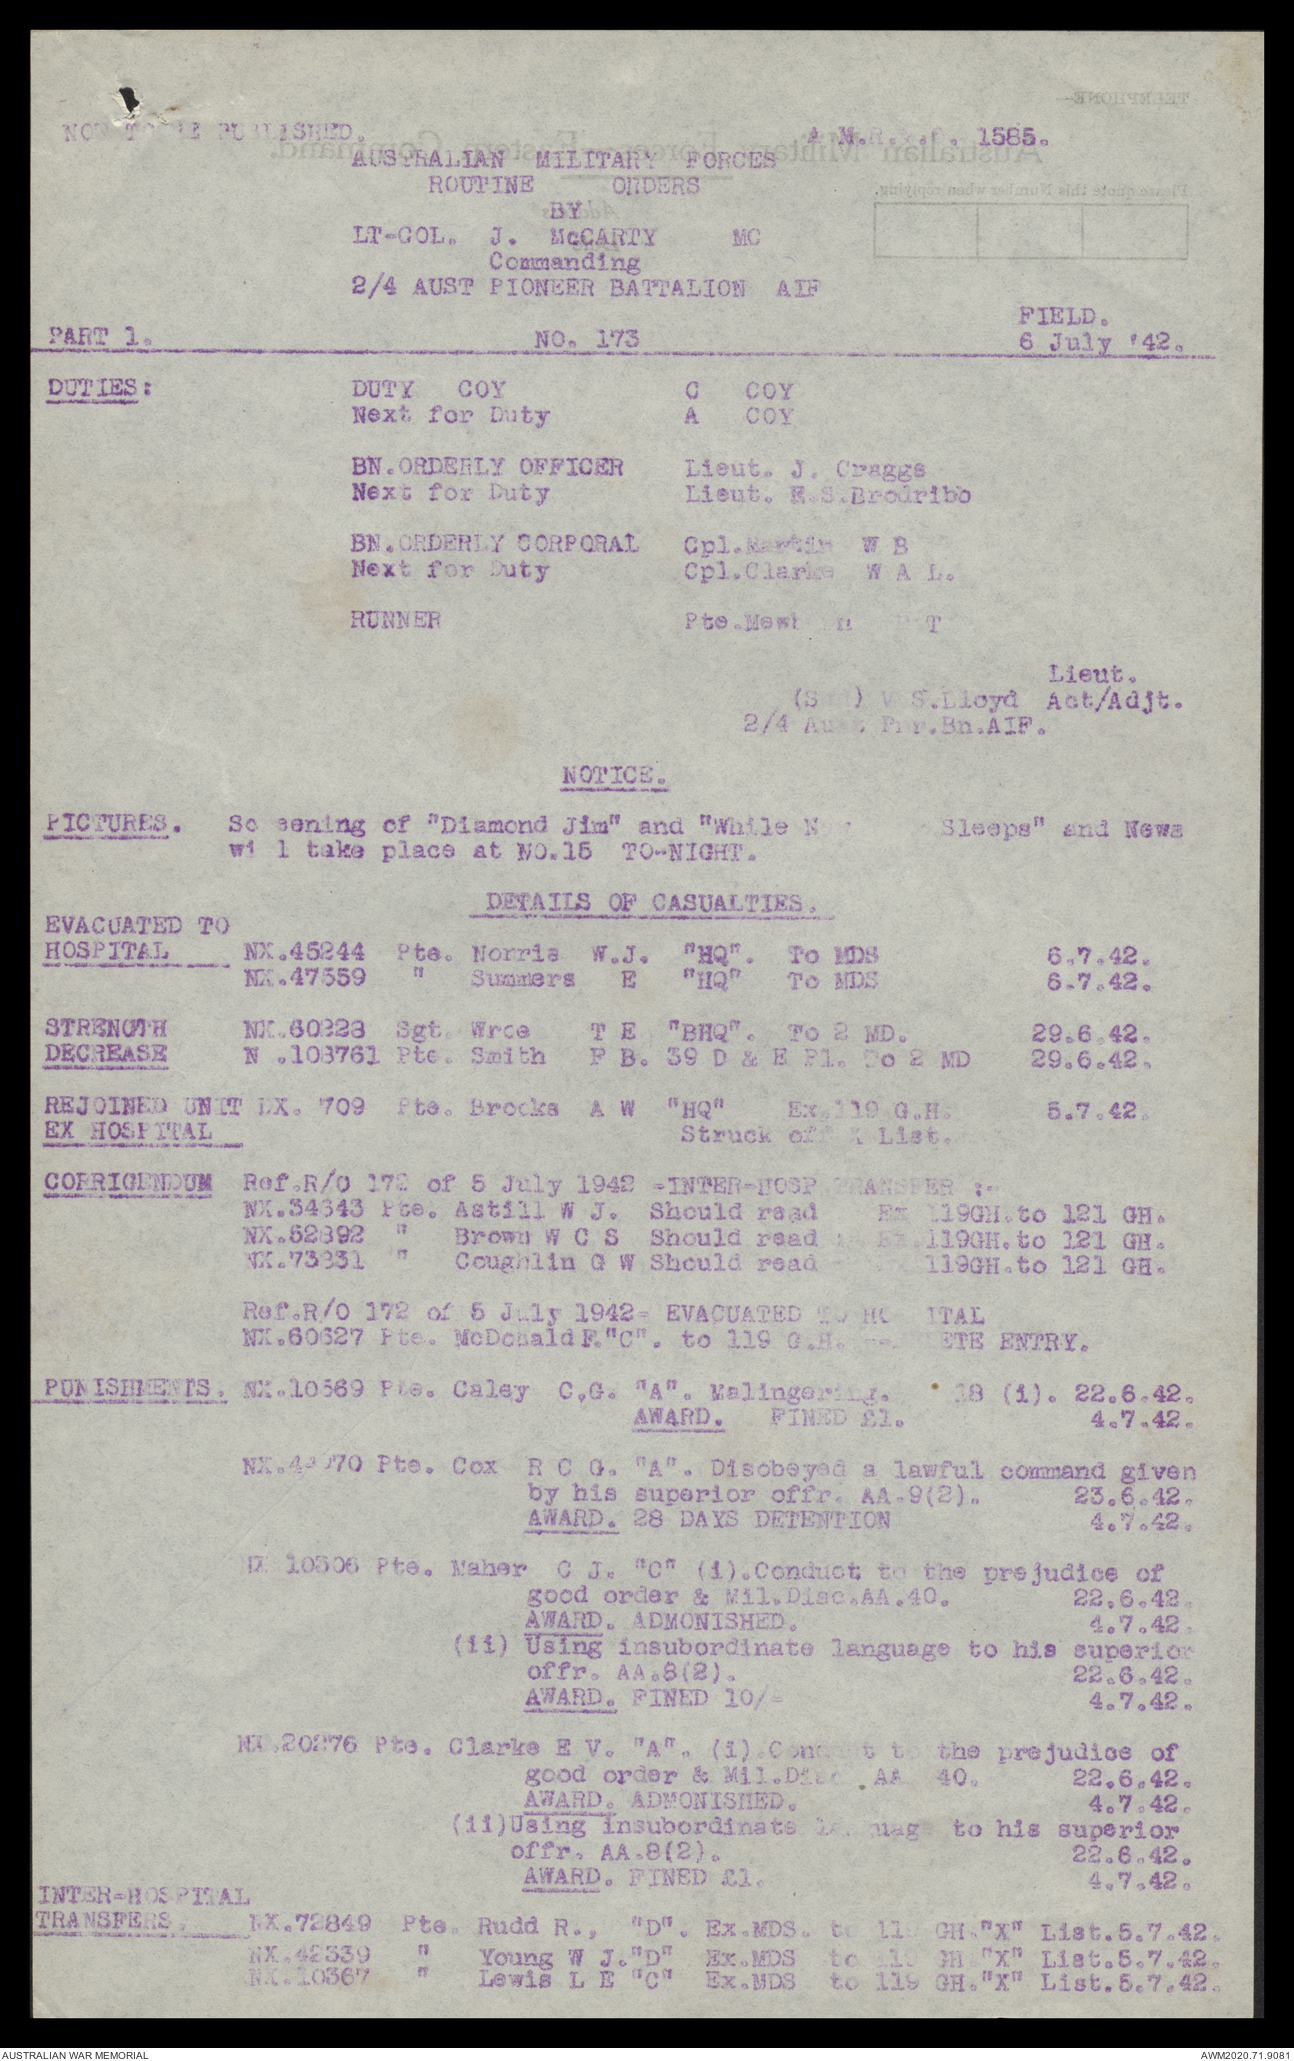 NOT TO BE PUBLISHED. A.M.R. 1585.
AUSTRALIAN MILITARY FORCES
ROUTINE ORDERS
BY
LT-COL. J. McCARTY MC
Commanding
2/4 AUST PIONEER BATTALION AIF
FIELD.
PART 1. NO. 173 6 July '42.
DUTIES: DUTY COY C COY
Next for Duty A COY
BN.ORDERLY OFFICER Lieut. J. Craggs
Next for Duty Lieut. E.S.Brodribb
BN.ORDERLY CORPORAL Cpl.Martin W B
Next for Duty Cpl.Clarke W A L.
RUNNER Pte. T
Lieut.
(Sgd) V S.Lloyd Act/Adjt.
2/4 Aust Pnr.Bn.AIF.
NOTICE.
PICTURES. Screening of "Diamond Jim" and "While Sleeps" and News
will take place at NO.15 TO-NIGHT.
DETAILS OF CASUALTIES.
EVACUATED TO
HOSPITAL NX.45244 Pte. Norris W.J. "HQ". To MDS 6.7.42.
NX.47559 " Summers E "HQ" To MDS 6.7.42.
STRENGTH NX.60228 Sgt. Wroe T E "BHQ". To 2 MD. 29.6.42.
DECREASE N .108761 Pte. Smith F B. 39 D & E Pl. To 2 MD 29.6.42.
REJOINED UNIT DX. 709 Pte. Brooks A W "HQ" Ex.119 G.H. 5.7.42.
EX HOSPITAL Struck off X List.
CORRIGENDUM Ref.R/O 172 of 5 July 1942 -INTER-HOSP TRANSFER :-
NX.34343 Pte. Astill W J. Should read Ex 119GH.to 121 GH.
NX.52892 " Brown W C S Should read Ex.119GH.to 121 GH.
NX.73831 " Coughlin G W Should read 119GH.to 121 GH.
Ref.R/O 172 of 5 July 1942- EVACUATED TO HOSPITAL
NX.60627 Pte. McDonald F."C". to 119 G.H. -- DELETE ENTRY.
PUNISHMENTS. NX.10569 Pte. Caley C.G. "A". Malingering. 18 (i). 22.6.42.
AWARD. FINED £1. 4.7.42.
Pte. Cox R C G. "A". Disobeyed a lawful command given
by his superior offr. AA.9(2). 23.6.42.
AWARD. 28 DAYS DETENTION 4.7.42.
NX 10306 Pte. Maher C J. "C" (i).Conduct to the prejudice of
good order & Mil.Disc.AA.40. 22.6.42.
AWARD. ADMONISHED. 4.7.42.
(ii) Using insubordinate language to his superior
offr. AA.8(2). 22.6.42.
AWARD. FINED 10/- 4.7.42.
NX.20276 Pte. Clarke E V. "A". (i).Conduct to the prejudice of
good order & Mil.Disc. AA 40. 22.6.42.
AWARD. ADMONISHED. 4.7.42.
(ii)Using insubordinate language to his superior
offr. AA.8(2). 22.6.42.
AWARD. FINED £1. 4.7.42.
INTER-HOSPITAL
TRANSFERS. NX.72849 Pte. Rudd R., "D". Ex.MDS. to 119 GH."X" List.5.7.42.
NX.42339 " Young W J."D" Ex.MDS to 119 GH "X" List.5.7.42.
NX.10367 " Lewis L E "C" Ex.MDS to 119 GH."X" List.5.7.42.
AUSTRALIAN WAR MEMORIAL AWM2020.71.9081